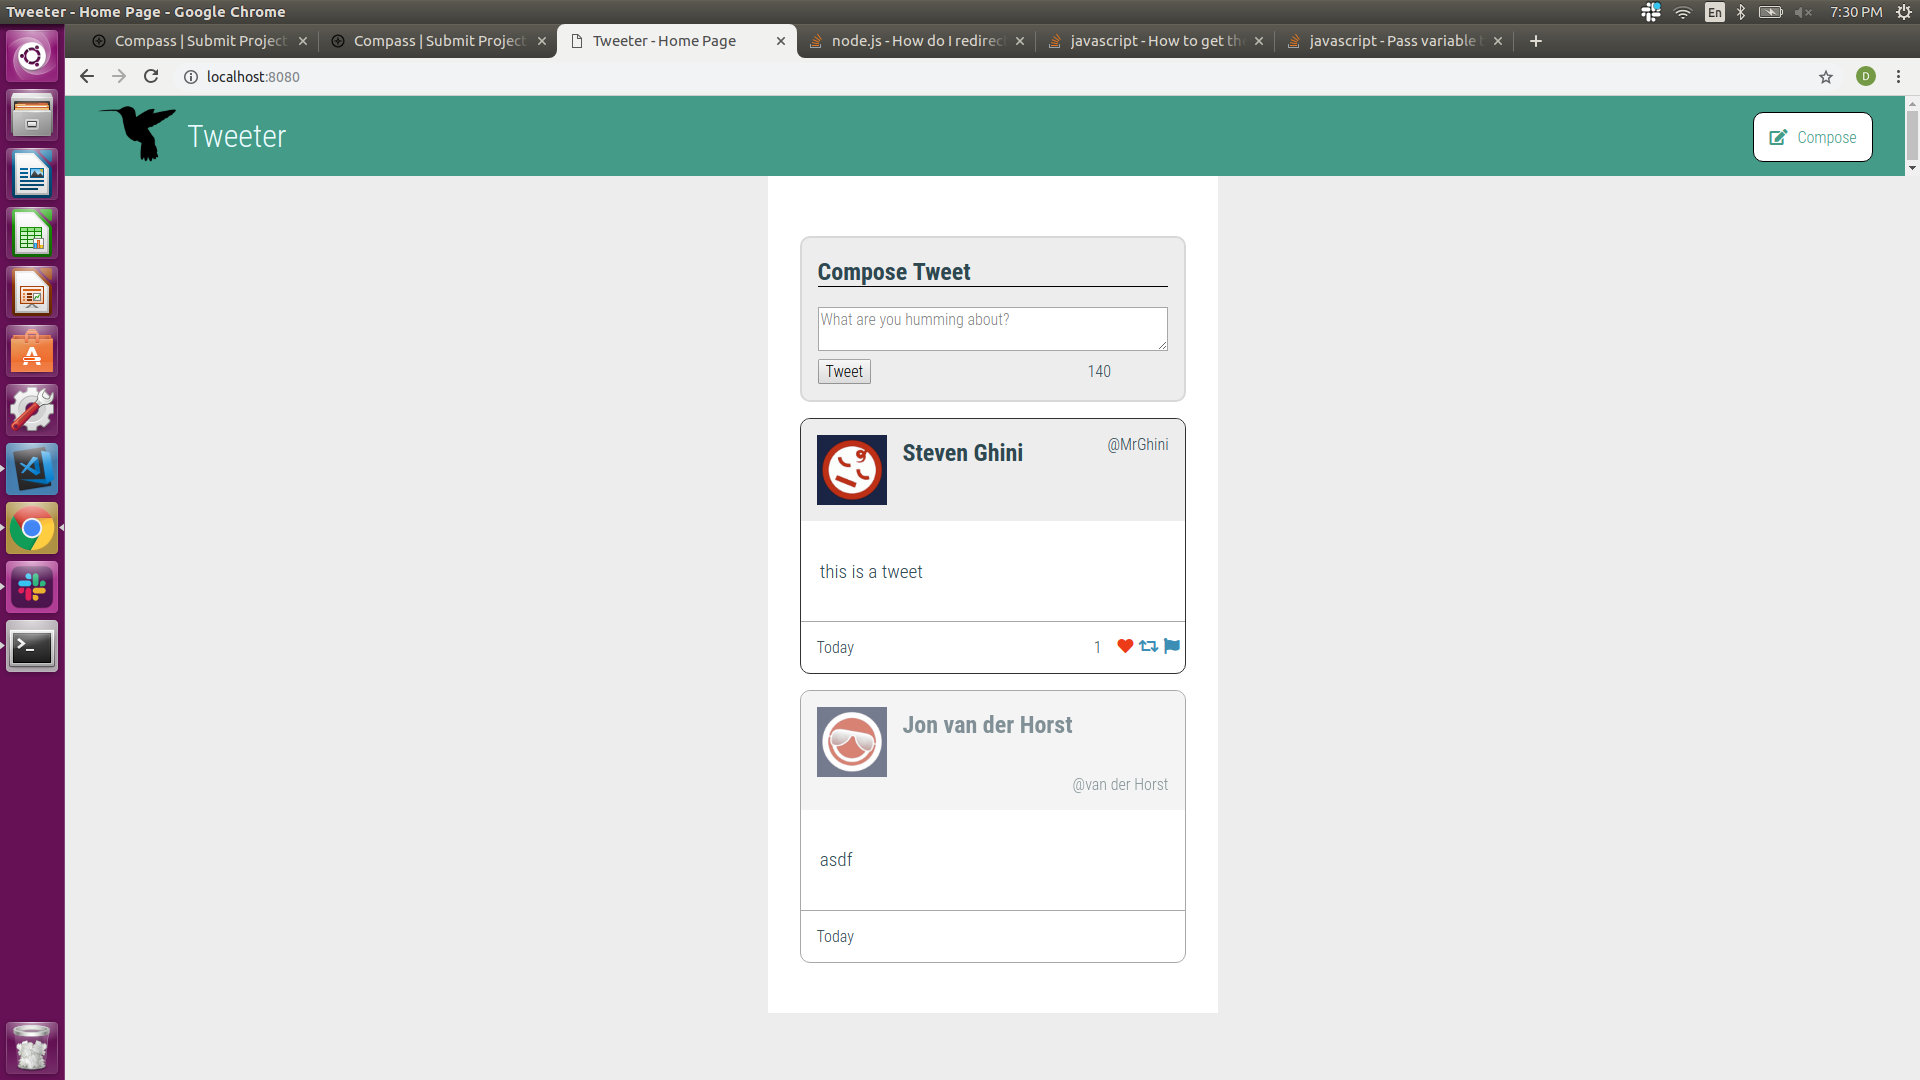 Tweeter - Home Page - Google Chrome
En
7:30 PM
Compass | Submit Project
Compass | Submit Project
Tweeter - Home Page
node.js - How do I redirec
javascript - How to get th
javascript - Pass variable
localhost:8080
D
Tweeter
Compose
Compose Tweet
What are you humming about?
Tweet
140
Steven Ghini
@MrGhini
this is a tweet
Today
1
Jon van der Horst
@van der Horst
asdf
Today